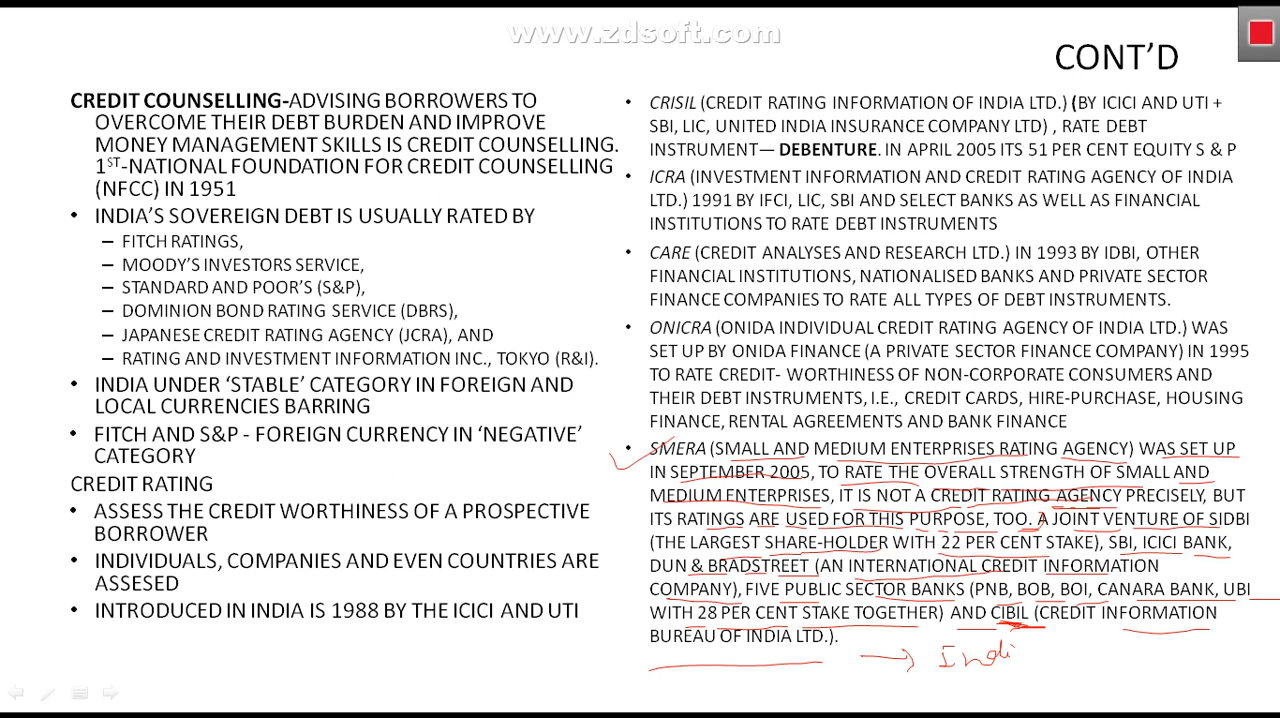 www.zdsoft.com
CONT'D
CREDIT COUNSELLING-ADVISING BORROWERS TO
OVERCOME THEIR DEBT BURDEN AND IMPROVE
MONEY MANAGEMENT SKILLS IS CREDIT COUNSELLING.
1ST-NATIONAL FOUNDATION FOR CREDIT COUNSELLING
(NFCC) IN 1951
• INDIA'S SOVEREIGN DEBT IS USUALLY RATED BY
– FITCH RATINGS,
– MOODY'S INVESTORS SERVICE,
– STANDARD AND POOR'S (S&P),
– DOMINION BOND RATING SERVICE (DBRS),
– JAPANESE CREDIT RATING AGENCY (JCRA), AND
– RATING AND INVESTMENT INFORMATION INC., TOKYO (R&I).
• INDIA UNDER 'STABLE' CATEGORY IN FOREIGN AND
LOCAL CURRENCIES BARRING
• FITCH AND S&P - FOREIGN CURRENCY IN 'NEGATIVE'
CATEGORY
CREDIT RATING
• ASSESS THE CREDIT WORTHINESS OF A PROSPECTIVE
BORROWER
• INDIVIDUALS, COMPANIES AND EVEN COUNTRIES ARE
ASSESED
• INTRODUCED IN INDIA IS 1988 BY THE ICICI AND UTI
• CRISIL (CREDIT RATING INFORMATION OF INDIA LTD.) (BY ICICI AND UTI +
SBI, LIC, UNITED INDIA INSURANCE COMPANY LTD) , RATE DEBT
INSTRUMENT— DEBENTURE. IN APRIL 2005 ITS 51 PER CENT EQUITY S & P
• ICRA (INVESTMENT INFORMATION AND CREDIT RATING AGENCY OF INDIA
LTD.) 1991 BY IFCI, LIC, SBI AND SELECT BANKS AS WELL AS FINANCIAL
INSTITUTIONS TO RATE DEBT INSTRUMENTS
• CARE (CREDIT ANALYSES AND RESEARCH LTD.) IN 1993 BY IDBI, OTHER
FINANCIAL INSTITUTIONS, NATIONALISED BANKS AND PRIVATE SECTOR
FINANCE COMPANIES TO RATE ALL TYPES OF DEBT INSTRUMENTS.
• ONICRA (ONIDA INDIVIDUAL CREDIT RATING AGENCY OF INDIA LTD.) WAS
SET UP BY ONIDA FINANCE (A PRIVATE SECTOR FINANCE COMPANY) IN 1995
TO RATE CREDIT- WORTHINESS OF NON-CORPORATE CONSUMERS AND
THEIR DEBT INSTRUMENTS, I.E., CREDIT CARDS, HIRE-PURCHASE, HOUSING
FINANCE, RENTAL AGREEMENTS AND BANK FINANCE
• SMERA (SMALL AND MEDIUM ENTERPRISES RATING AGENCY) WAS SET UP
IN SEPTEMBER 2005, TO RATE THE OVERALL STRENGTH OF SMALL AND
MEDIUM ENTERPRISES, IT IS NOT A CREDIT RATING AGENCY PRECISELY, BUT
ITS RATINGS ARE USED FOR THIS PURPOSE, TOO. A JOINT VENTURE OF SIDBI
(THE LARGEST SHARE-HOLDER WITH 22 PER CENT STAKE), SBI, ICICI BANK,
DUN & BRADSTREET (AN INTERNATIONAL CREDIT INFORMATION
COMPANY), FIVE PUBLIC SECTOR BANKS (PNB, BOB, BOI, CANARA BANK, UBI
WITH 28 PER CENT STAKE TOGETHER) AND CIBIL (CREDIT INFORMATION
BUREAU OF INDIA LTD.).
→ Indi